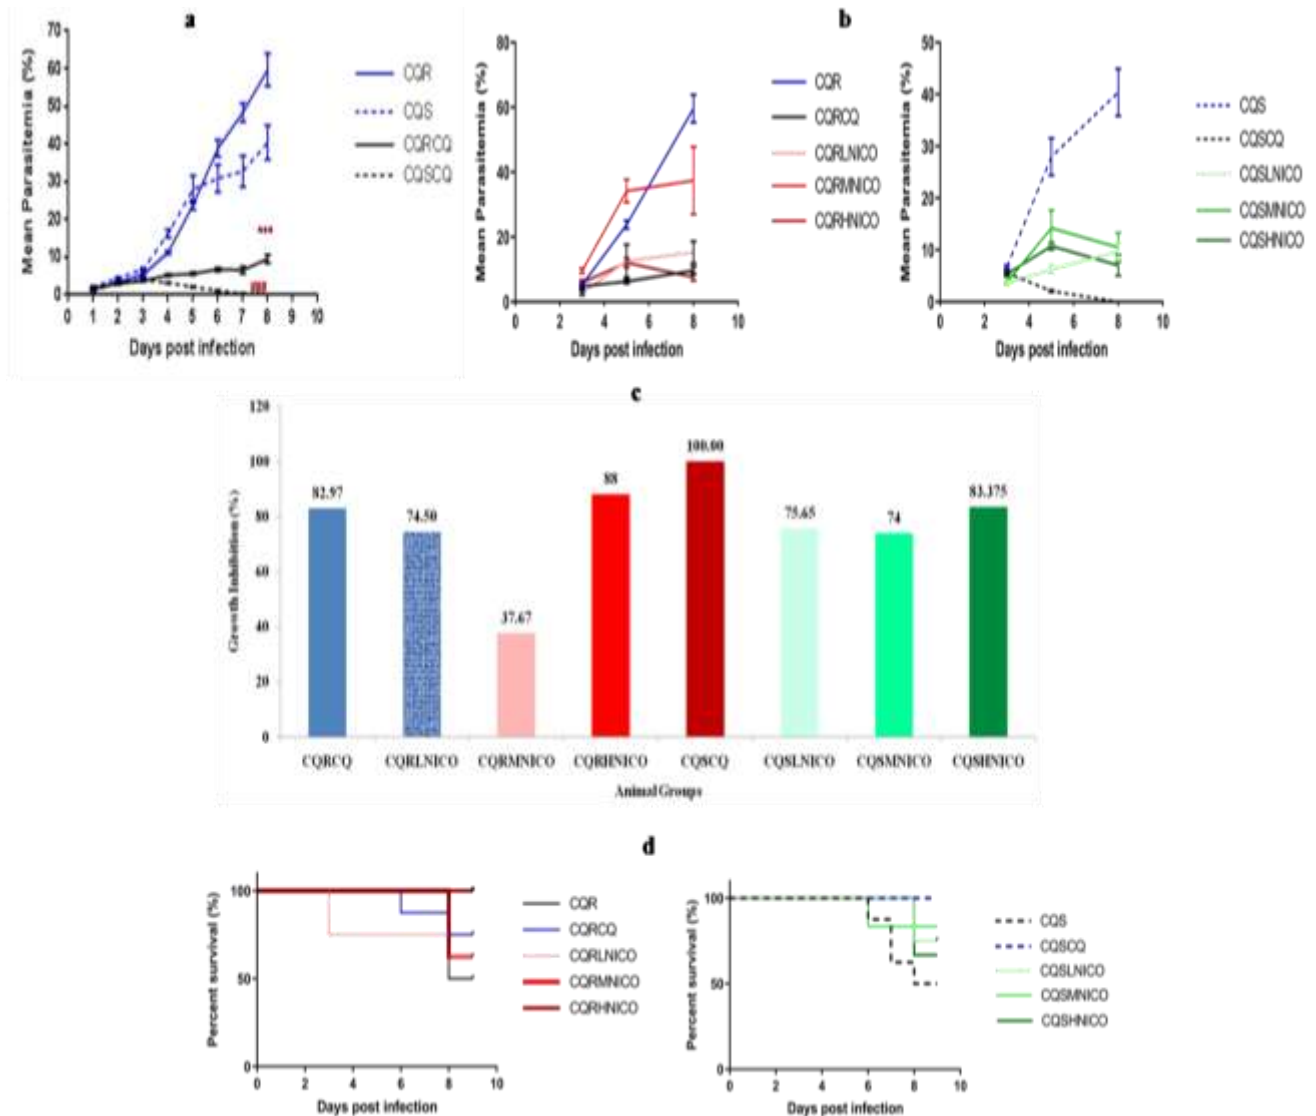 a
b
70
60
50
40
30
20
10
0
Mean Parasitemia (%)
0 1 2 3 4 5 6 7 8 9 10
Days post infection
CQR
CQS
CQRCQ
CQSCQ
***
80
60
40
20
0
Mean Parasitemia (%)
0 2 4 6 8 10
Days post infection
CQR
CQRCQ
CQRLNICO
CQRMNICO
CQRHNICO
50
40
30
20
10
0
Mean Parasitemia (%)
0 2 4 6 8 10
Days post infection
CQS
CQSCQ
CQSLNICO
CQSMNICO
CQSHNICO
c
120
100
80
60
40
20
0
Growth Inhibition (%)
82.97 74.50 37.67 88 100.00 75.65 74 83.375
CQRCQ CQRLNICO CQRMNICO CQRHNICO CQSCQ CQSLNICO CQSMNICO CQSHNICO
Animal Groups
d
100
50
0
Percent survival (%)
0 2 4 6 8 10
Days post infection
CQR
CQRCQ
CQRLNICO
CQRMNICO
CQRHNICO
100
50
0
Percent survival (%)
0 2 4 6 8 10
Days post infection
CQS
CQSCQ
CQSLNICO
CQSMNICO
CQSHNICO